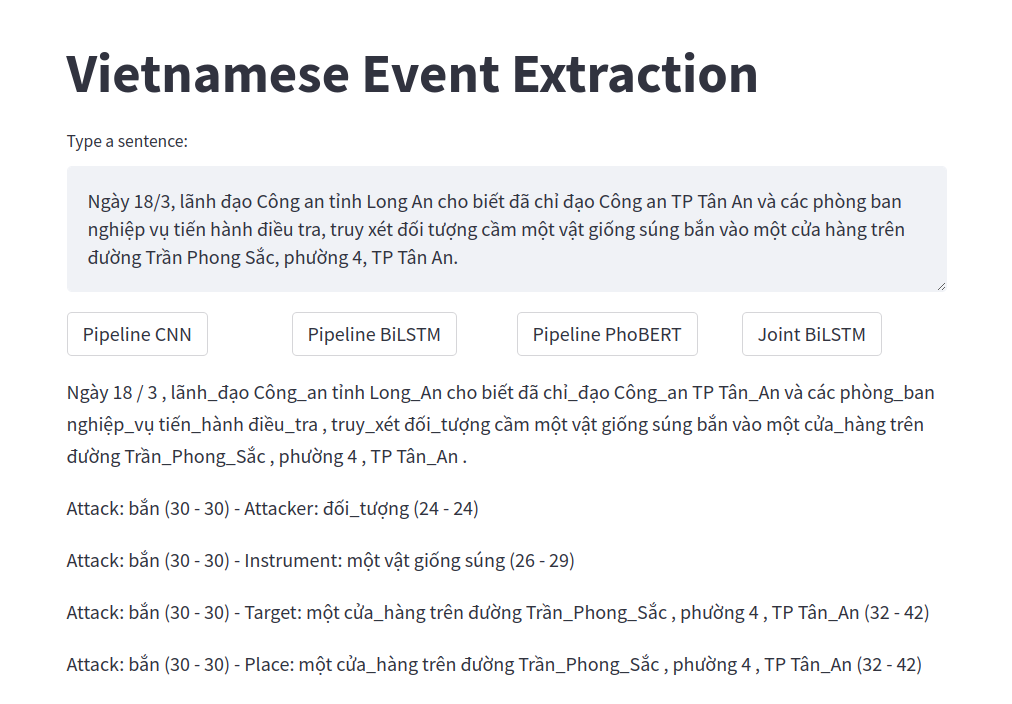 Vietnamese Event Extraction
Type a sentence:
Ngày 18/3, lãnh đạo Công an tỉnh Long An cho biết đã chỉ đạo Công an TP Tân An và các phòng ban
nghiệp vụ tiến hành điều tra, truy xét đối tượng cầm một vật giống súng bắn vào một cửa hàng trên
đường Trần Phong Sắc, phường 4, TP Tân An.
Pipeline CNN
Pipeline BiLSTM
Pipeline PhoBERT
Joint BiLSTM
Ngày 18 / 3 , lãnh_đạo Công_an tỉnh Long_An cho biết đã chỉ_đạo Công_an TP Tân_An và các phòng_ban
nghiệp_vụ tiến_hành điều_tra , truy_xét đối_tượng cầm một vật giống súng bắn vào một cửa_hàng trên
đường Trần_Phong_Sắc , phường 4 , TP Tân_An .
Attack: bắn (30 - 30) - Attacker: đối_tượng (24 - 24)
Attack: bắn (30 - 30) - Instrument: một vật giống súng (26 - 29)
Attack: bắn (30 - 30) - Target: một cửa_hàng trên đường Trần_Phong_Sắc , phường 4 , TP Tân_An (32 - 42)
Attack: bắn (30 - 30) - Place: một cửa_hàng trên đường Trần_Phong_Sắc , phường 4 , TP Tân_An (32 - 42)